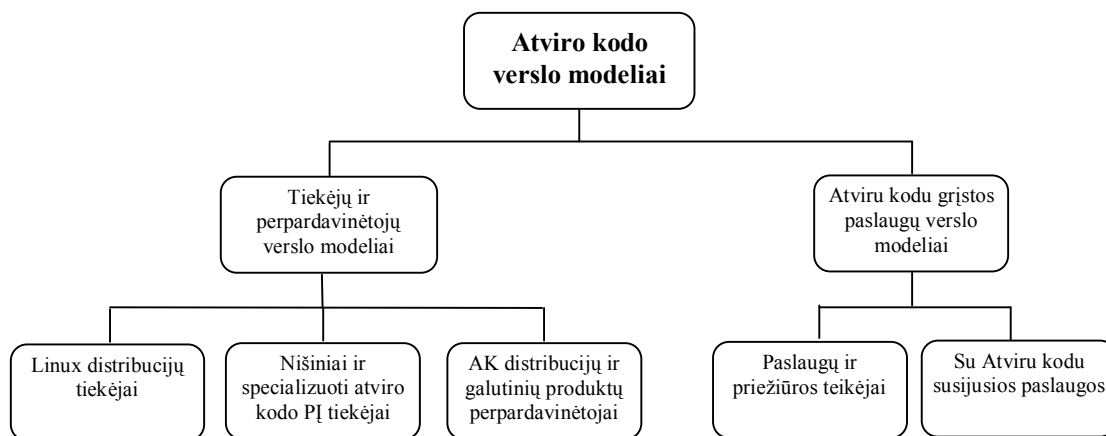 Atviro kodo
verslo modeliai
Tiekėjų ir
perpardavinėtojų
verslo modeliai
Atviru kodu grįstos
paslaugų verslo
modeliai
Linux distribucijų
tiekėjai
Nišiniai ir
specializuoti atviro
kodo PĮ tiekėjai
AK distribucijų ir
galutinių produktų
perpardavinėtojai
Paslaugų ir
priežiūros teikėjai
Su Atviru kodu
susijusios paslaugos